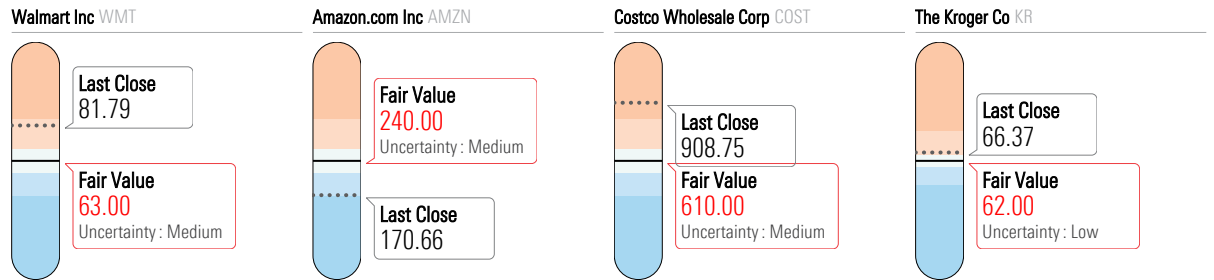 Walmart Inc WMT
Last Close
81.79
Fair Value
63.00
Uncertainty : Medium
Amazon.com Inc AMZN
Fair Value
240.00
Uncertainty : Medium
Last Close
170.66
Costco Wholesale Corp COST
Last Close
908.75
Fair Value
610.00
Uncertainty : Medium
The Kroger Co KR
Last Close
66.37
Fair Value
62.00
Uncertainty : Low